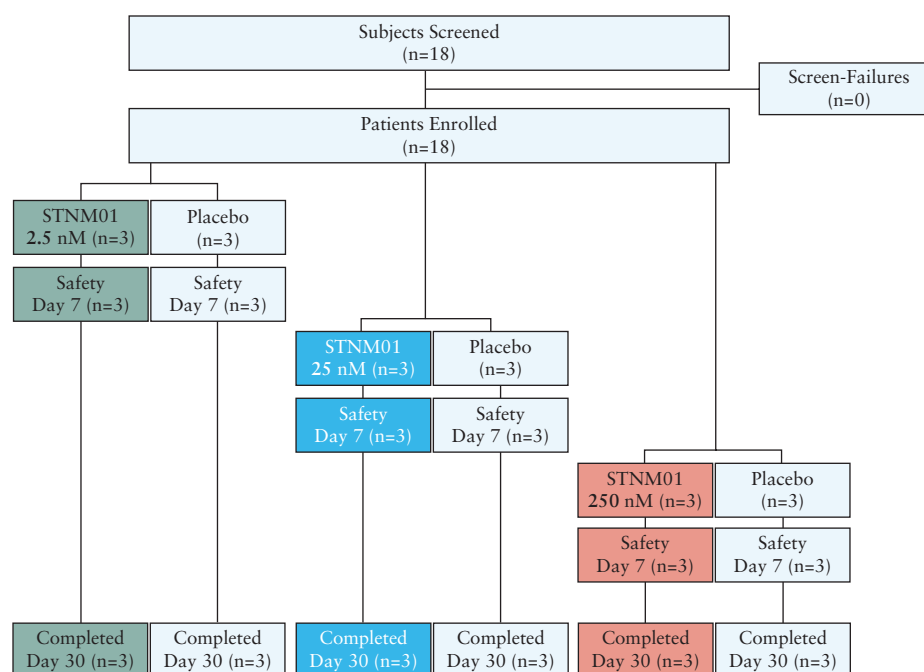 Subjects Screened
(n=18)
Screen-Failures
(n=0)
Patients Enrolled
(n=18)
STNM01
2.5 nM (n=3)
Placebo
(n=3)
Safety
Day 7 (n=3)
Safety
Day 7 (n=3)
STNM01
25 nM (n=3)
Placebo
(n=3)
Safety
Day 7 (n=3)
Safety
Day 7 (n=3)
STNM01
250 nM (n=3)
Placebo
(n=3)
Safety
Day 7 (n=3)
Safety
Day 7 (n=3)
Completed
Day 30 (n=3)
Completed
Day 30 (n=3)
Completed
Day 30 (n=3)
Completed
Day 30 (n=3)
Completed
Day 30 (n=3)
Completed
Day 30 (n=3)